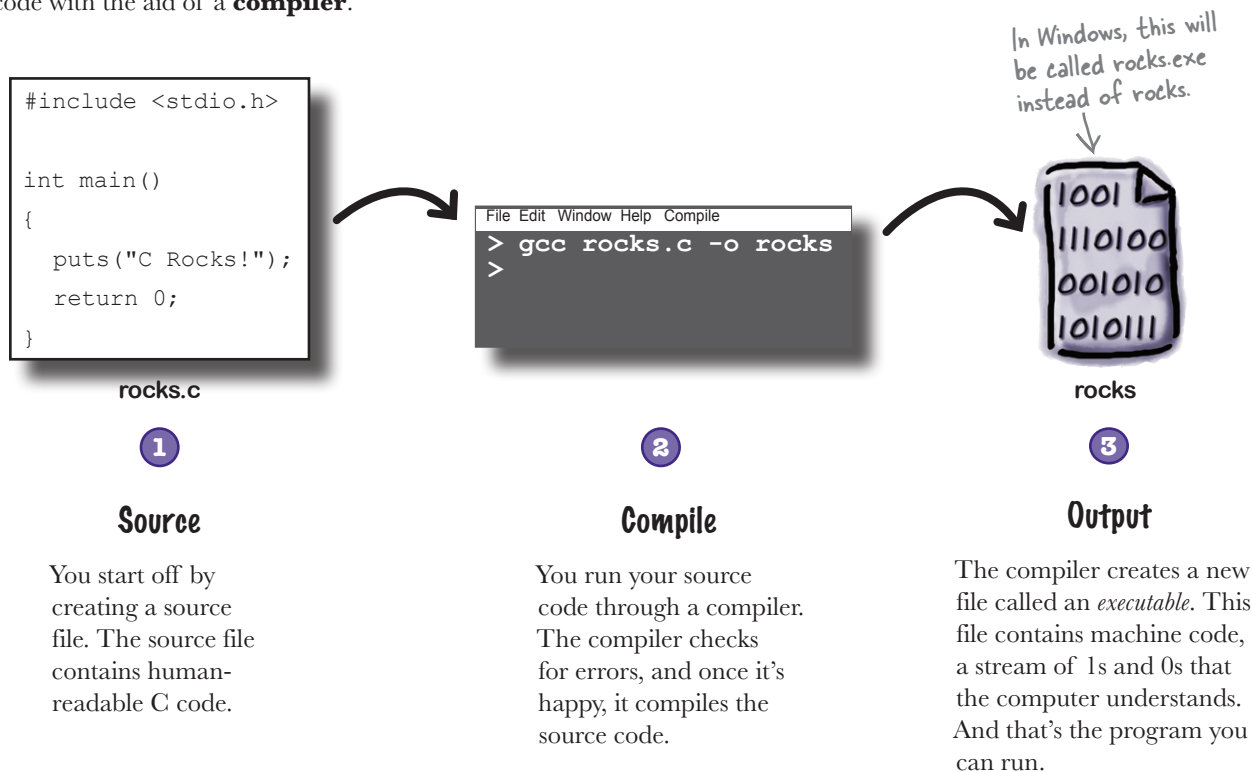 code with the aid of a compiler.
In Windows, this will
be called rocks.exe
instead of rocks.
#include <stdio.h>
int main()
{
puts("C Rocks!");
return 0;
}
rocks.c
File Edit Window Help Compile
> gcc rocks.c -o rocks
>
1001
1110100
001010
1010111
rocks
1
Source
You start off by
creating a source
file. The source file
contains human-
readable C code.
2
Compile
You run your source
code through a compiler.
The compiler checks
for errors, and once it's
happy, it compiles the
source code.
3
Output
The compiler creates a new
file called an executable. This
file contains machine code,
a stream of 1s and 0s that
the computer understands.
And that's the program you
can run.